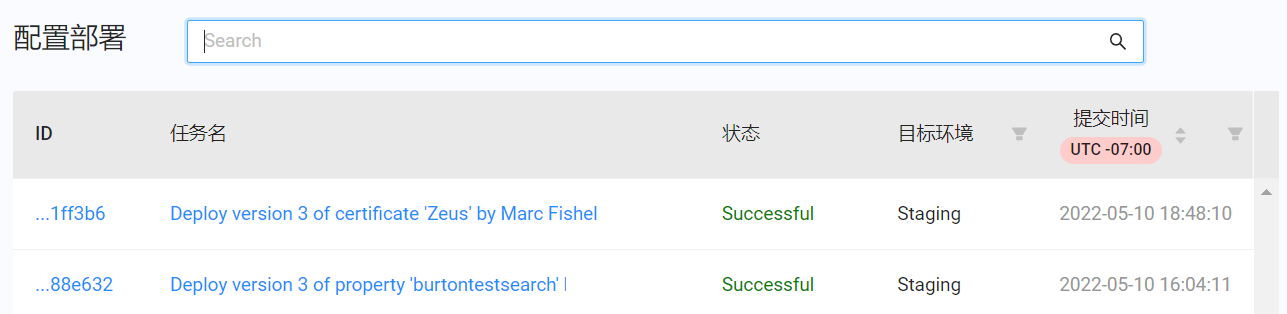 配置部署
Search
ID 任务名 状态 目标环境 提交时间
UTC -07:00
...1ff3b6 Deploy version 3 of certificate 'Zeus' by Marc Fishel Successful Staging 2022-05-10 18:48:10
...88e632 Deploy version 3 of property 'burtontestsearch' Successful Staging 2022-05-10 16:04:11